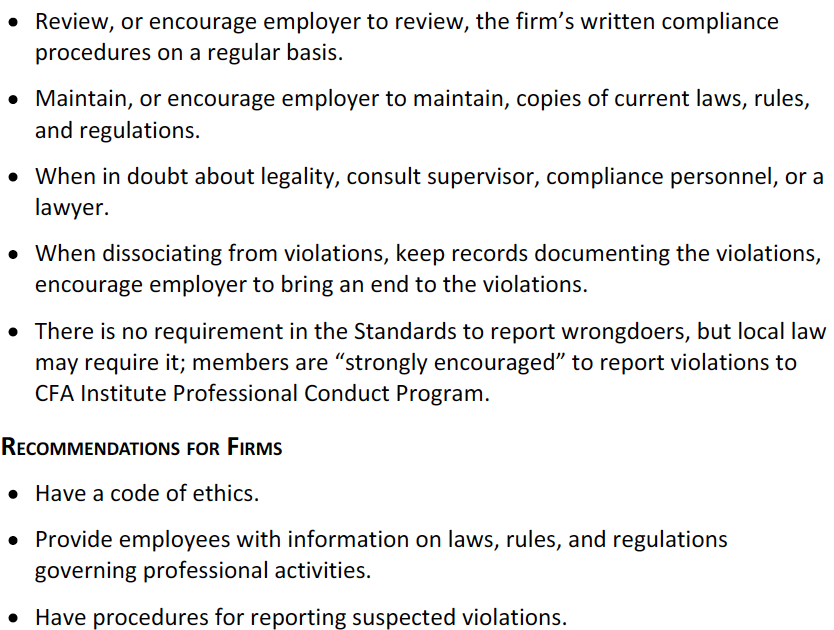 • Review, or encourage employer to review, the firm’s written compliance
procedures on a regular basis.
• Maintain, or encourage employer to maintain, copies of current laws, rules,
and regulations.
• When in doubt about legality, consult supervisor, compliance personnel, or a
lawyer.
• When dissociating from violations, keep records documenting the violations,
encourage employer to bring an end to the violations.
• There is no requirement in the Standards to report wrongdoers, but local law
may require it; members are “strongly encouraged” to report violations to
CFA Institute Professional Conduct Program.
RECOMMENDATIONS FOR FIRMS
• Have a code of ethics.
• Provide employees with information on laws, rules, and regulations
governing professional activities.
• Have procedures for reporting suspected violations.